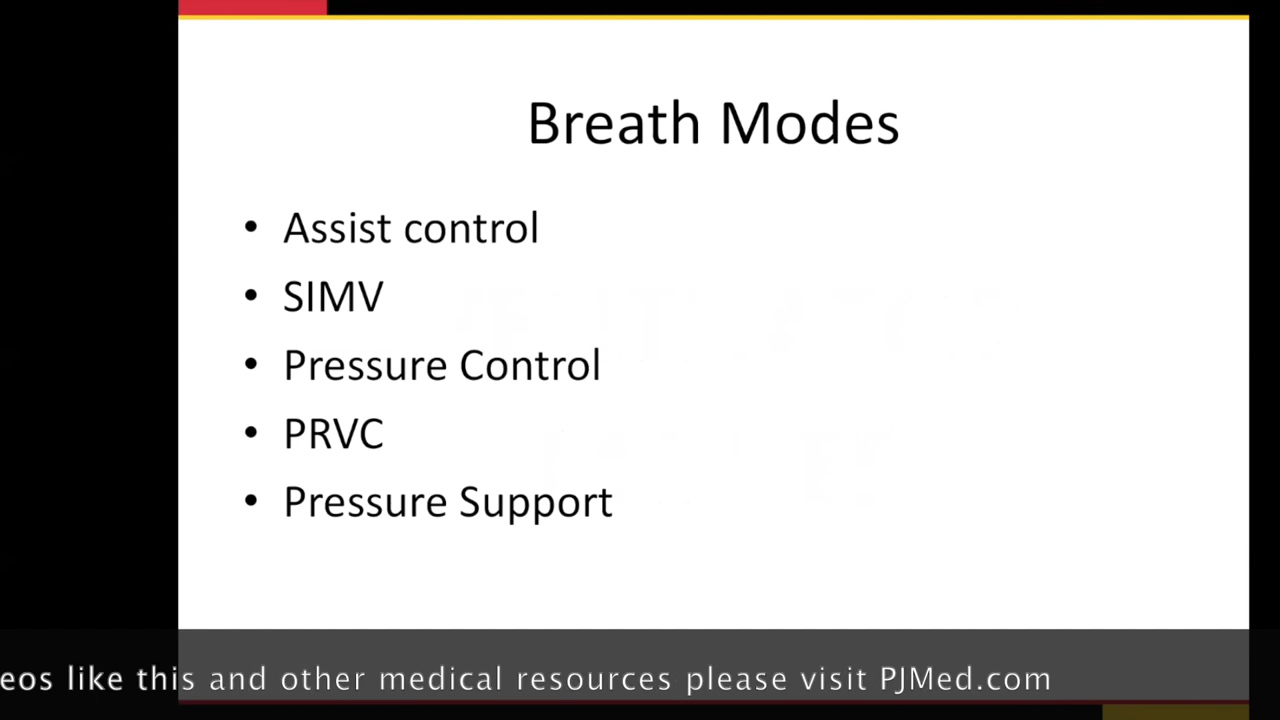 Breath Modes
• Assist control
• SIMV
• Pressure Control
• PRVC
• Pressure Support
eos like this and other medical resources please visit PJMed.com